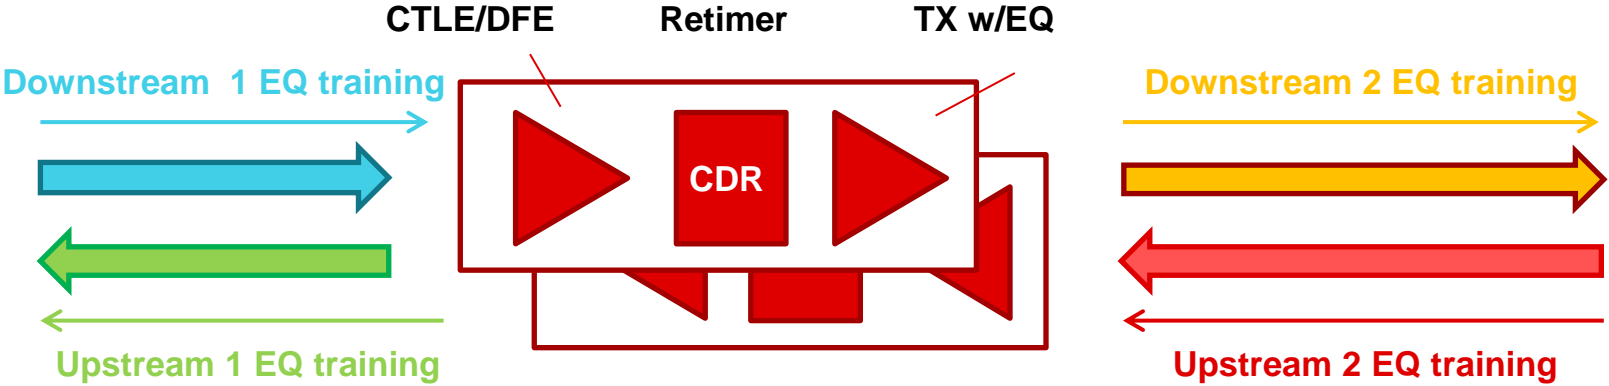 CTLE/DFE Retimer TX w/EQ
Downstream 1 EQ training
Downstream 2 EQ training
CDR
Upstream 1 EQ training
Upstream 2 EQ training